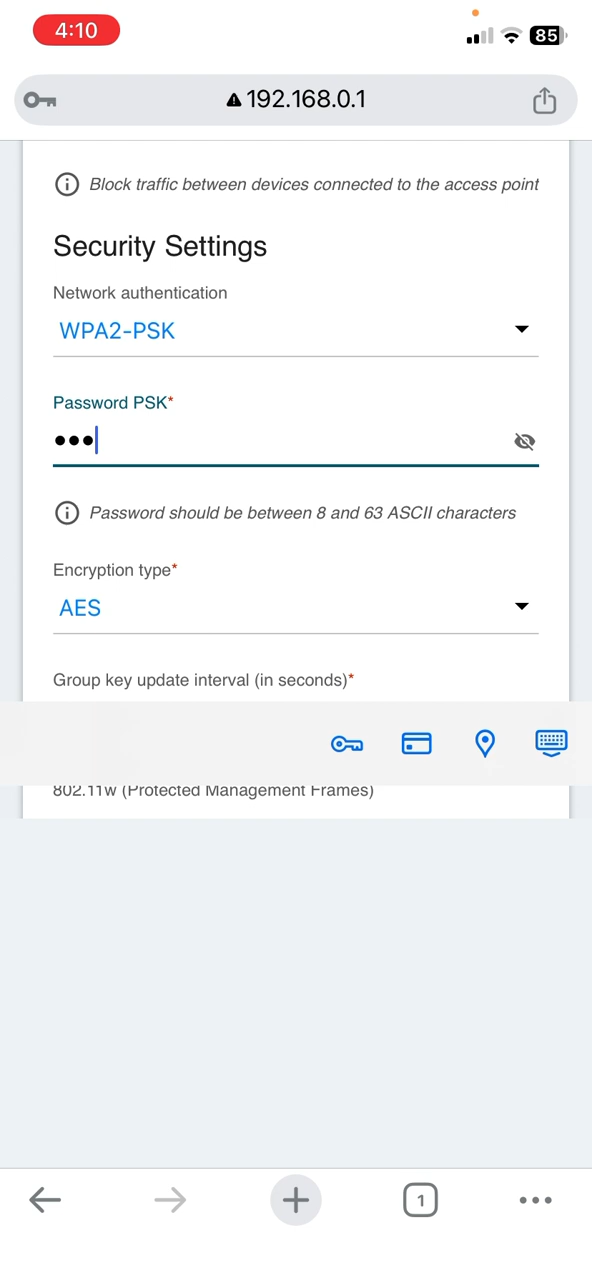 4:10
85
192.168.0.1
Block traffic between devices connected to the access point
Security Settings
Network authentication
WPA2-PSK
Password PSK*
•••
Password should be between 8 and 63 ASCII characters
Encryption type*
AES
Group key update interval (in seconds)*
802.11w (Protected Management Frames)
1